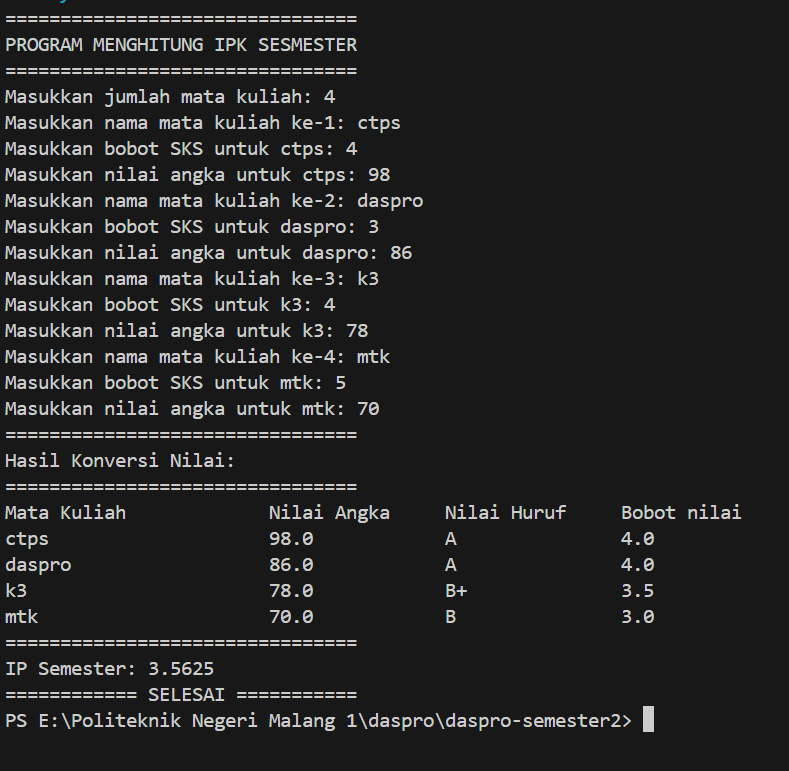 ================================
PROGRAM MENGHITUNG IPK SESMESTER
================================
Masukkan jumlah mata kuliah: 4
Masukkan nama mata kuliah ke-1: ctps
Masukkan bobot SKS untuk ctps: 4
Masukkan nilai angka untuk ctps: 98
Masukkan nama mata kuliah ke-2: daspro
Masukkan bobot SKS untuk daspro: 3
Masukkan nilai angka untuk daspro: 86
Masukkan nama mata kuliah ke-3: k3
Masukkan bobot SKS untuk k3: 4
Masukkan nilai angka untuk k3: 78
Masukkan nama mata kuliah ke-4: mtk
Masukkan bobot SKS untuk mtk: 5
Masukkan nilai angka untuk mtk: 70
================================
Hasil Konversi Nilai:
================================
Mata Kuliah             Nilai Angka     Nilai Huruf     Bobot nilai
ctps                    98.0            A               4.0
daspro                  86.0            A               4.0
k3                      78.0            B+              3.5
mtk                     70.0            B               3.0
================================
IP Semester: 3.5625
============ SELESAI ===========
PS E:\Politeknik Negeri Malang 1\daspro\daspro-semester2>